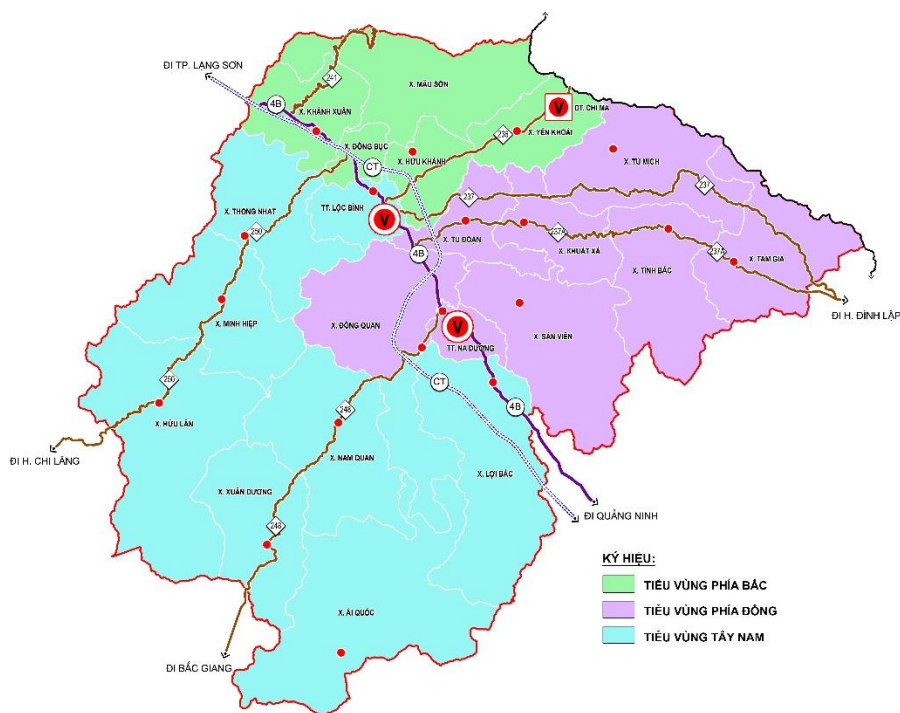 ĐI TP. LẠNG SƠN
241
X. MẪU SƠN
4B
X. KHÁNH XUÂN
V
ĐT. CHI MA
238
X. YÊN KHOÁI
X. ĐỒNG BỤC
X. HỮU KHÁNH
X. TÚ MỊCH
CT
237
237
TT. LỘC BÌNH
X. THỐNG NHẤT
V
250
X. TÚ ĐOẠN
237A
X. KHUẤT XÁ
4B
237A
X. TAM GIA
X. TĨNH BẮC
ĐI H. ĐÌNH LẬP
X. MINH HIỆP
X. ĐÔNG QUAN
V
X. SÀN VIÊN
TT. NA DƯƠNG
250
CT
4B
248
X. HỮU LÂN
ĐI H. CHI LĂNG
X. NAM QUAN
X. LỢI BÁC
X. XUÂN DƯƠNG
ĐI QUẢNG NINH
248
KÝ HIỆU:
TIỂU VÙNG PHÍA BẮC
TIỂU VÙNG PHÍA ĐÔNG
X. ÁI QUỐC
TIỂU VÙNG TÂY NAM
ĐI BẮC GIANG